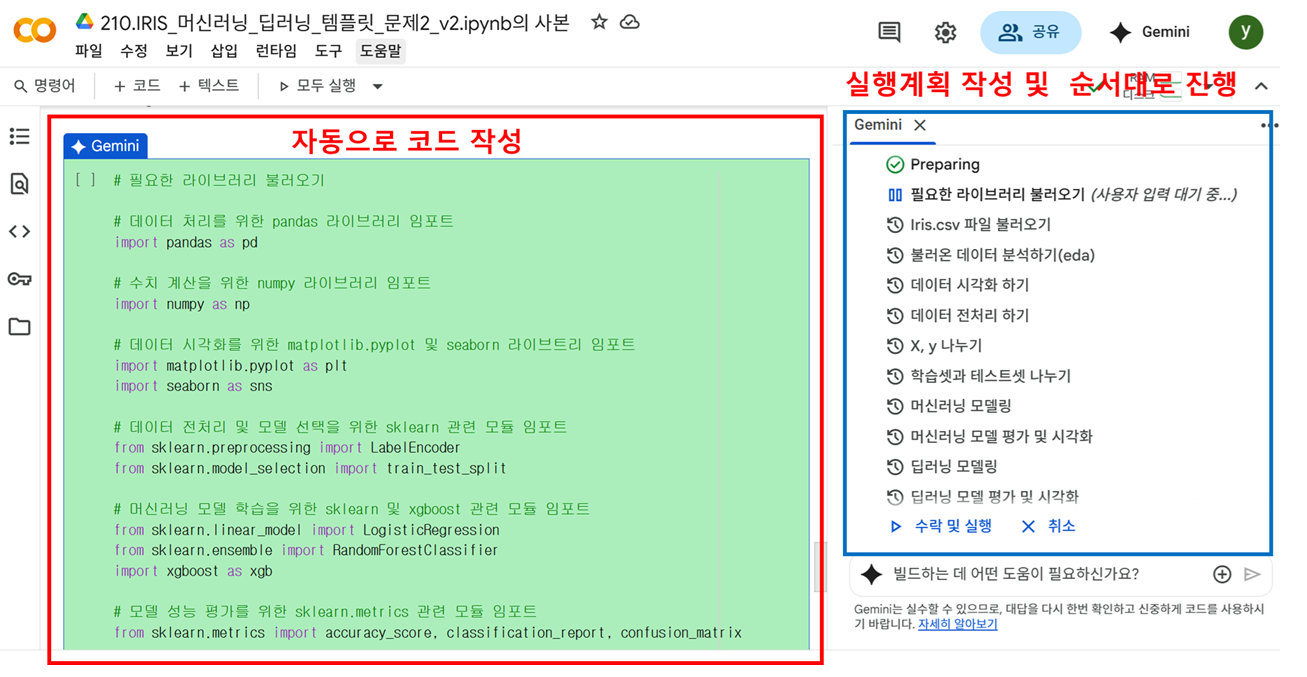 210.IRIS_머신러닝_딥러닝_템플릿_문제2_v2.ipynb의 사본
파일 수정 보기 삽입 런타임 도구 도움말
공유
Gemini
y
명령어 + 코드 + 텍스트 모두 실행
RAM
디스크
실행계획 작성 및 순서대로 진행
자동으로 코드 작성
Gemini
[ ] # 필요한 라이브러리 불러오기
# 데이터 처리를 위한 pandas 라이브러리 임포트
import pandas as pd
# 수치 계산을 위한 numpy 라이브러리 임포트
import numpy as np
# 데이터 시각화를 위한 matplotlib.pyplot 및 seaborn 라이브트리 임포트
import matplotlib.pyplot as plt
import seaborn as sns
# 데이터 전처리 및 모델 선택을 위한 sklearn 관련 모듈 임포트
from sklearn.preprocessing import LabelEncoder
from sklearn.model_selection import train_test_split
# 머신러닝 모델 학습을 위한 sklearn 및 xgboost 관련 모듈 임포트
from sklearn.linear_model import LogisticRegression
from sklearn.ensemble import RandomForestClassifier
import xgboost as xgb
# 모델 성능 평가를 위한 sklearn.metrics 관련 모듈 임포트
from sklearn.metrics import accuracy_score, classification_report, confusion_matrix
Gemini
Preparing
필요한 라이브러리 불러오기 (사용자 입력 대기 중...)
Iris.csv 파일 불러오기
불러온 데이터 분석하기(eda)
데이터 시각화 하기
데이터 전처리 하기
X, y 나누기
학습셋과 테스트셋 나누기
머신러닝 모델링
머신러닝 모델 평가 및 시각화
딥러닝 모델링
딥러닝 모델 평가 및 시각화
수락 및 실행 취소
빌드하는 데 어떤 도움이 필요하신가요?
Gemini는 실수할 수 있으므로, 대답을 다시 한번 확인하고 신중하게 코드를 사용하시
기 바랍니다. 자세히 알아보기